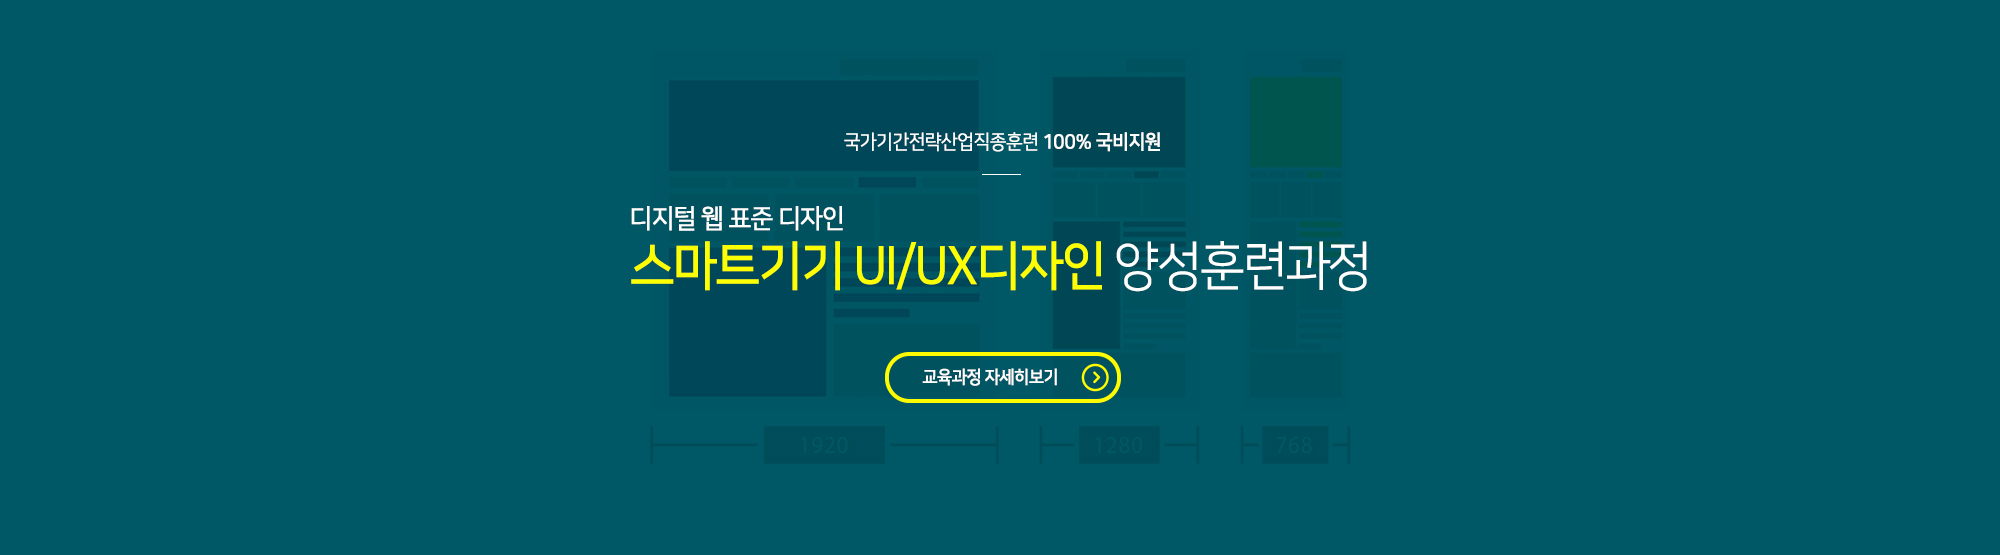 국가기간전략산업직종훈련 100% 국비지원
디지털 웹 표준 디자인
스마트기기 UI/UX디자인 양성훈련과정
교육과정 자세히보기
1920
1280
768